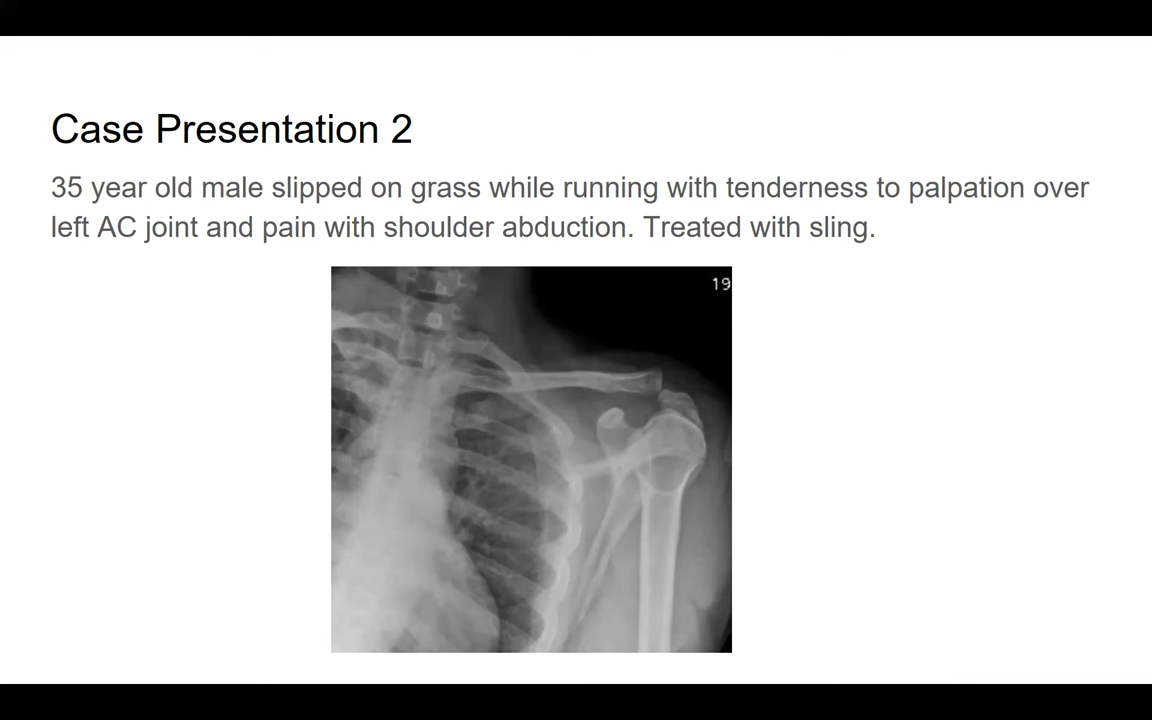 Case Presentation 2
35 year old male slipped on grass while running with tenderness to palpation over
left AC joint and pain with shoulder abduction. Treated with sling.
19